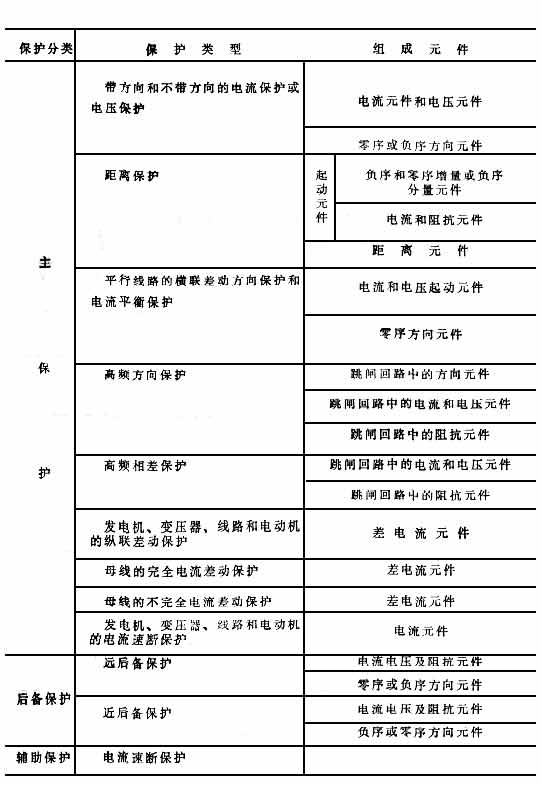 保护分类 保护类型 组成元件
主
保
护
带方向和不带方向的电流保护或
电压保护
电流元件和电压元件
零序或负序方向元件
距离保护
起动元件
负序和零序增量或负序
分量元件
电流和阻抗元件
距离元件
平行线路的横联差动方向保护和
电流平衡保护
电流和电压起动元件
零序方向元件
高频方向保护
跳闸回路中的方向元件
跳闸回路中的电流和电压元件
跳闸回路中的阻抗元件
高频相差保护
跳闸回路中的电流和电压元件
跳闸回路中的阻抗元件
发电机、变压器、线路和电动机
的纵联差动保护
差电流元件
母线的完全电流差动保护
差电流元件
母线的不完全电流差动保护
差电流元件
发电机、变压器、线路和电动机
的电流速断保护
电流元件
后备保护
远后备保护
电流电压及阻抗元件
零序或负序方向元件
近后备保护
电流电压及阻抗元件
负序或零序方向元件
辅助保护
电流速断保护